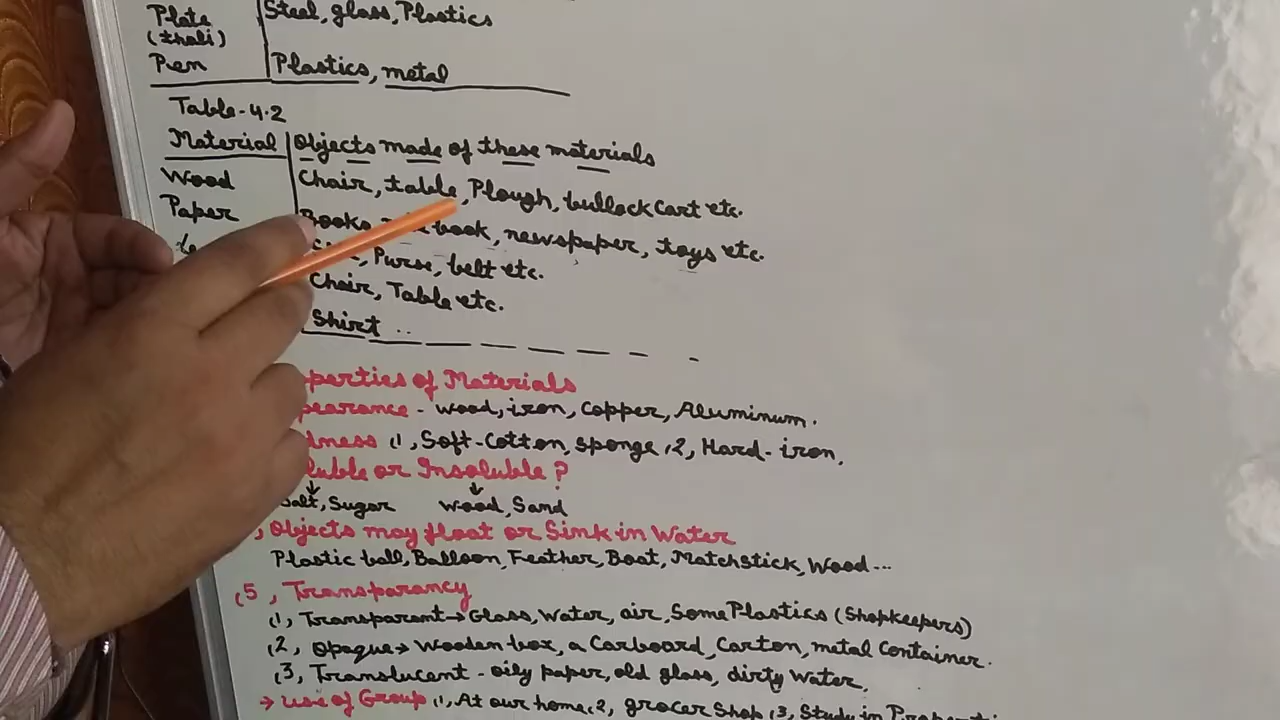 Plate | Steel, glass, Plastics
(thali)
Pen | Plastics, metal
Table-4.2
Material | Objects made of these materials
Wood | Chair, table, Plough, bullock cart etc.
Paper | Books, book, newspaper, toys etc.
Purse, belt etc.
Chair, Table etc.
Shirt ..
perties of Materials
pearance - wood, iron, Copper, Aluminum.
dness (1, Soft-Cotton, sponge (2, Hard-iron,
luble or Insoluble?
Salt, Sugar wood, Sand
, Objects may float or Sink in Water
Plastic ball, Balloon, Feather, Boat, Matchstick, Wood...
(5, Transparancy
(1, Transparent→ Glass, Water, air, Some Plastics (Shopkeepers)
(2, Opaque→ Wooden box, a Carboard, Carton, metal Container.
(3, Translucent - oily paper, old glass, dirty Water,
→ Use of Group (1, At our home (2, grocer Shop (3, Study in